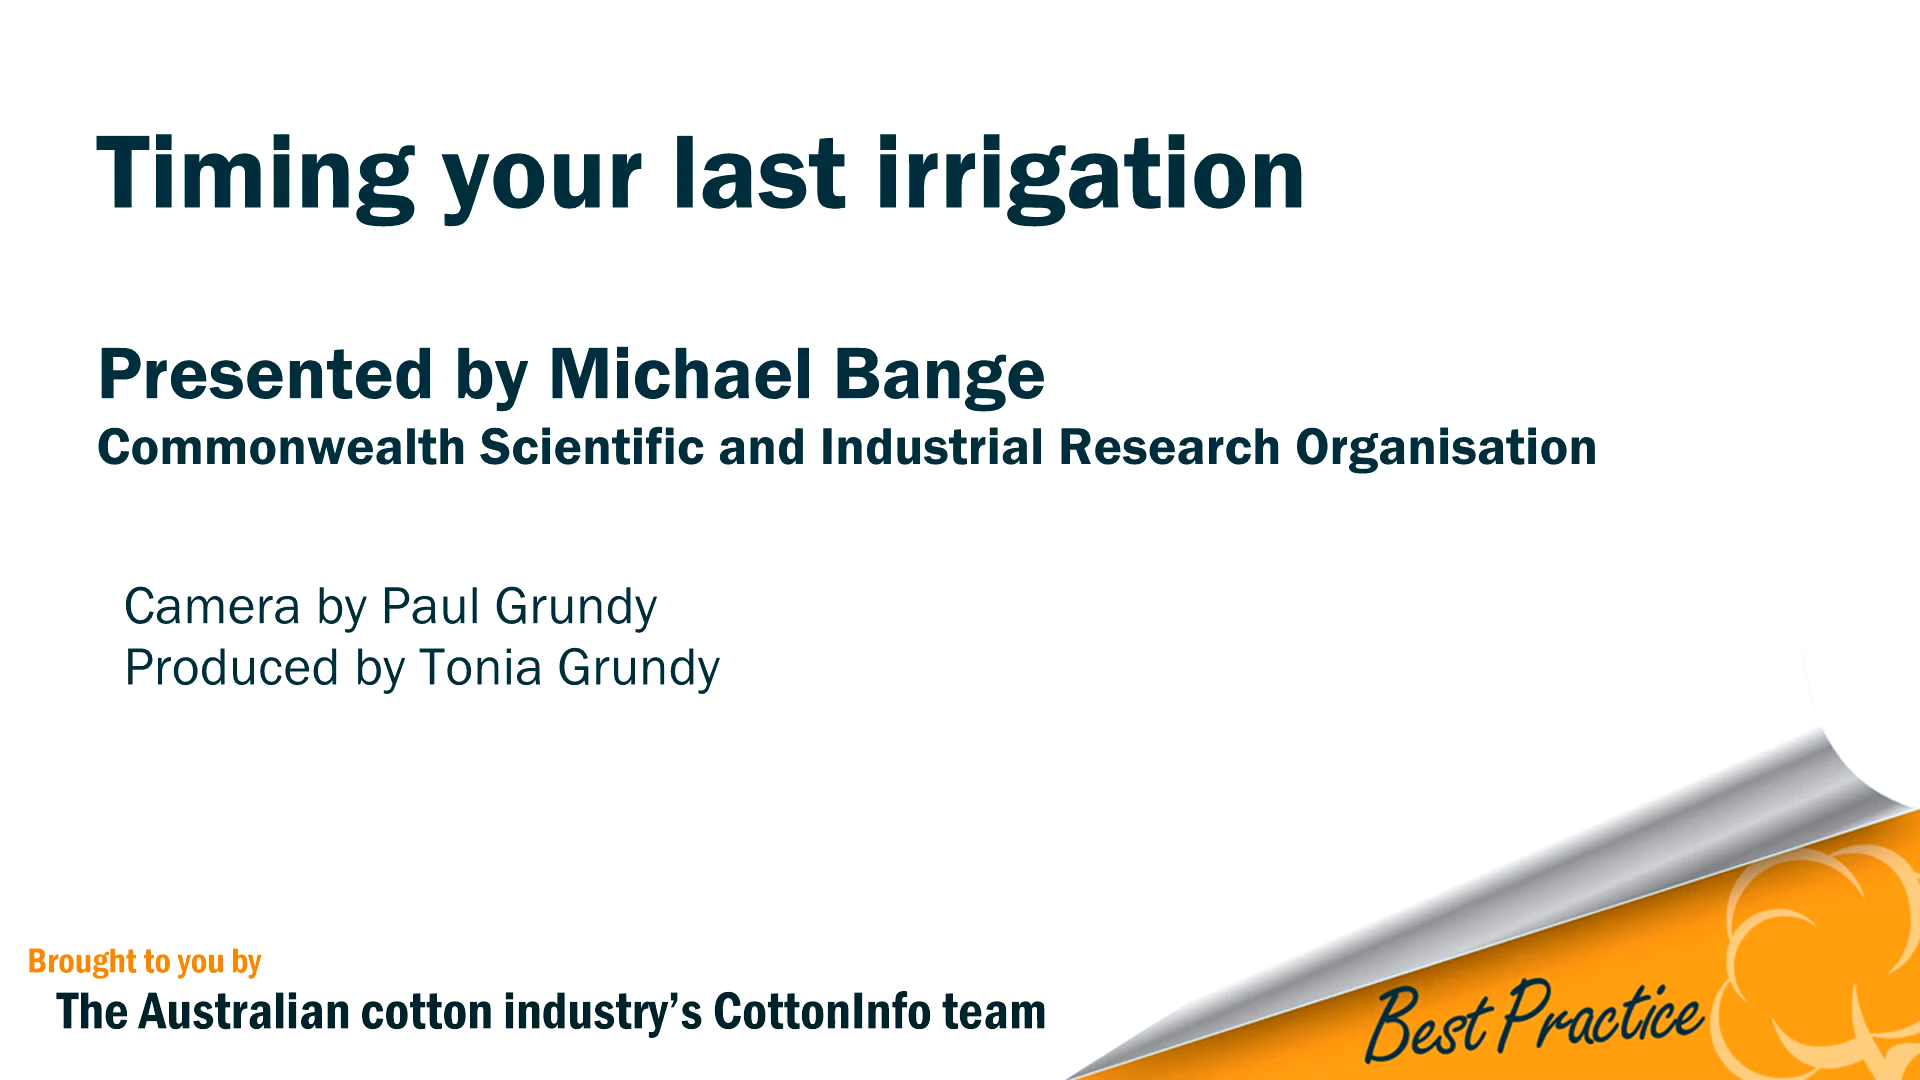 Timing your last irrigation
Presented by Michael Bange
Commonwealth Scientific and Industrial Research Organisation
Camera by Paul Grundy
Produced by Tonia Grundy
Brought to you by
The Australian cotton industry’s CottonInfo team
Best Practice